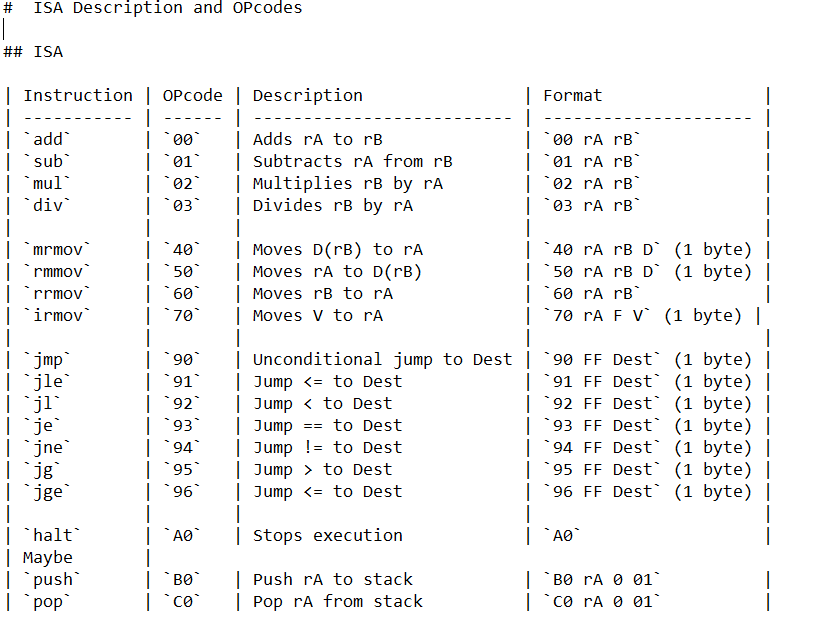 #  ISA Description and OPcodes
## ISA
| Instruction | OPcode | Description                | Format                |
| ----------- | ------ | -------------------------- | --------------------- |
| `add`       | `00`   | Adds rA to rB              | `00 rA rB`            |
| `sub`       | `01`   | Subtracts rA from rB       | `01 rA rB`            |
| `mul`       | `02`   | Multiplies rB by rA        | `02 rA rB`            |
| `div`       | `03`   | Divides rB by rA           | `03 rA rB`            |
|             |        |                            |                       |
| `mrmov`     | `40`   | Moves D(rB) to rA          | `40 rA rB D` (1 byte) |
| `rmmov`     | `50`   | Moves rA to D(rB)          | `50 rA rB D` (1 byte) |
| `rrmov`     | `60`   | Moves rB to rA             | `60 rA rB`            |
| `irmov`     | `70`   | Moves V to rA              | `70 rA F V` (1 byte) |
|             |        |                            |                       |
| `jmp`       | `90`   | Unconditional jump to Dest | `90 FF Dest` (1 byte) |
| `jle`       | `91`   | Jump <= to Dest            | `91 FF Dest` (1 byte) |
| `jl`        | `92`   | Jump < to Dest             | `92 FF Dest` (1 byte) |
| `je`        | `93`   | Jump == to Dest            | `93 FF Dest` (1 byte) |
| `jne`       | `94`   | Jump != to Dest            | `94 FF Dest` (1 byte) |
| `jg`        | `95`   | Jump > to Dest             | `95 FF Dest` (1 byte) |
| `jge`       | `96`   | Jump <= to Dest            | `96 FF Dest` (1 byte) |
|             |        |                            |                       |
| `halt`      | `A0`   | Stops execution            | `A0`                  |
| Maybe       |
| `push`      | `B0`   | Push rA to stack           | `B0 rA 0 01`          |
| `pop`       | `C0`   | Pop rA from stack          | `C0 rA 0 01`          |